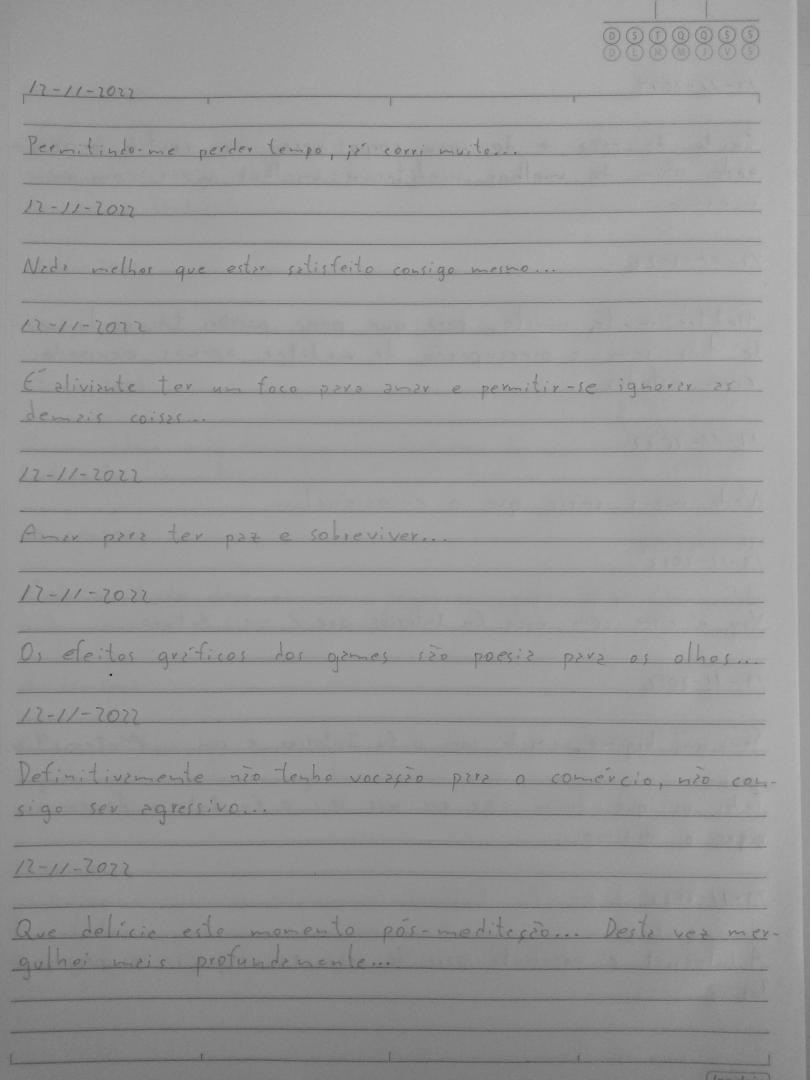 D S T Q Q S S
D L M M J V S
12-11-2022
Permitindo-me perder tempo, já corri muito...
12-11-2022
Nada melhor que estar satisfeito consigo mesmo...
12-11-2022
É aliviante ter um foco para amar e permitir-se ignorar as
demais coisas...
12-11-2022
Amar para ter paz e sobreviver...
12-11-2022
Os efeitos gráficos dos games são poesia para os olhos...
12-11-2022
Definitivamente não tenho vocação para o comércio, não con-
sigo ser agressivo...
12-11-2022
Que delícia este momento pós-meditação... Desta vez mer-
gulhei mais profundamente...